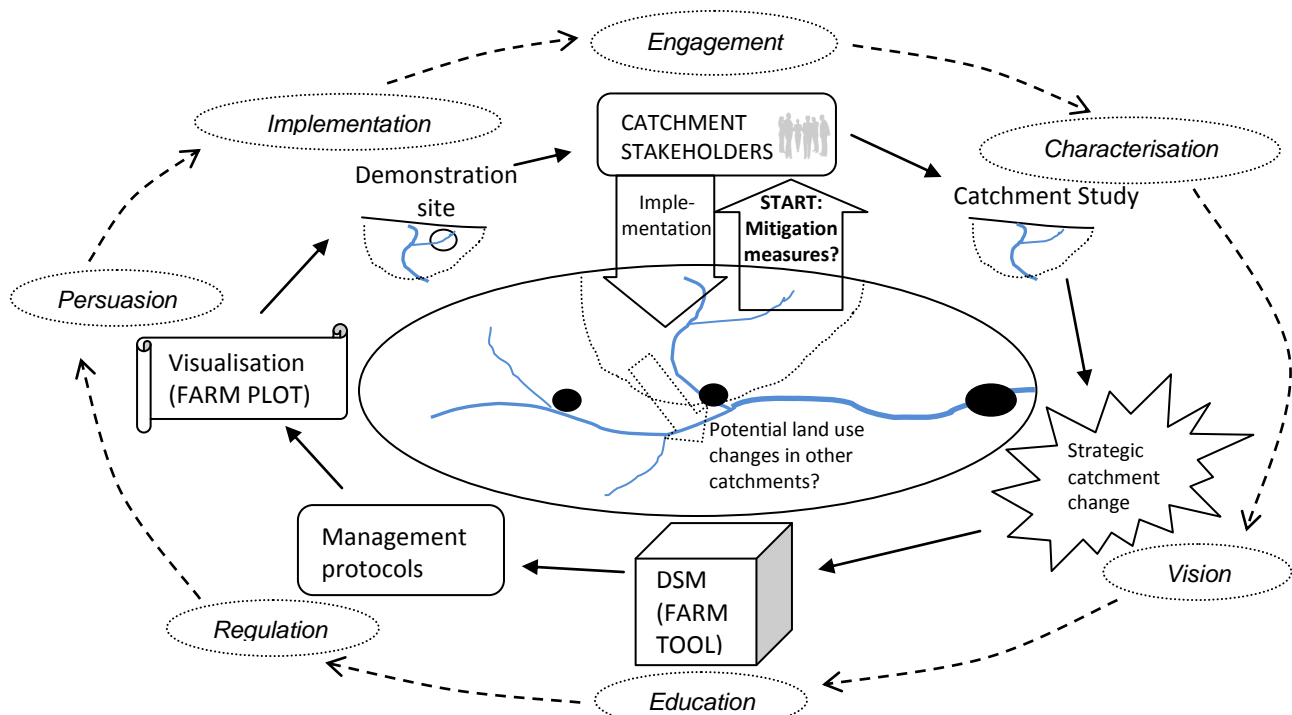 Engagement
Implementation
CATCHMENT
STAKEHOLDERS
Characterisation
Demonstration
site
Imple-
mentation
START:
Mitigation
measures?
Catchment Study
Persuasion
Visualisation
(FARM PLOT)
Potential land use
changes in other
catchments?
Strategic
catchment
change
Management
protocols
DSM
(FARM
TOOL)
Vision
Regulation
Education